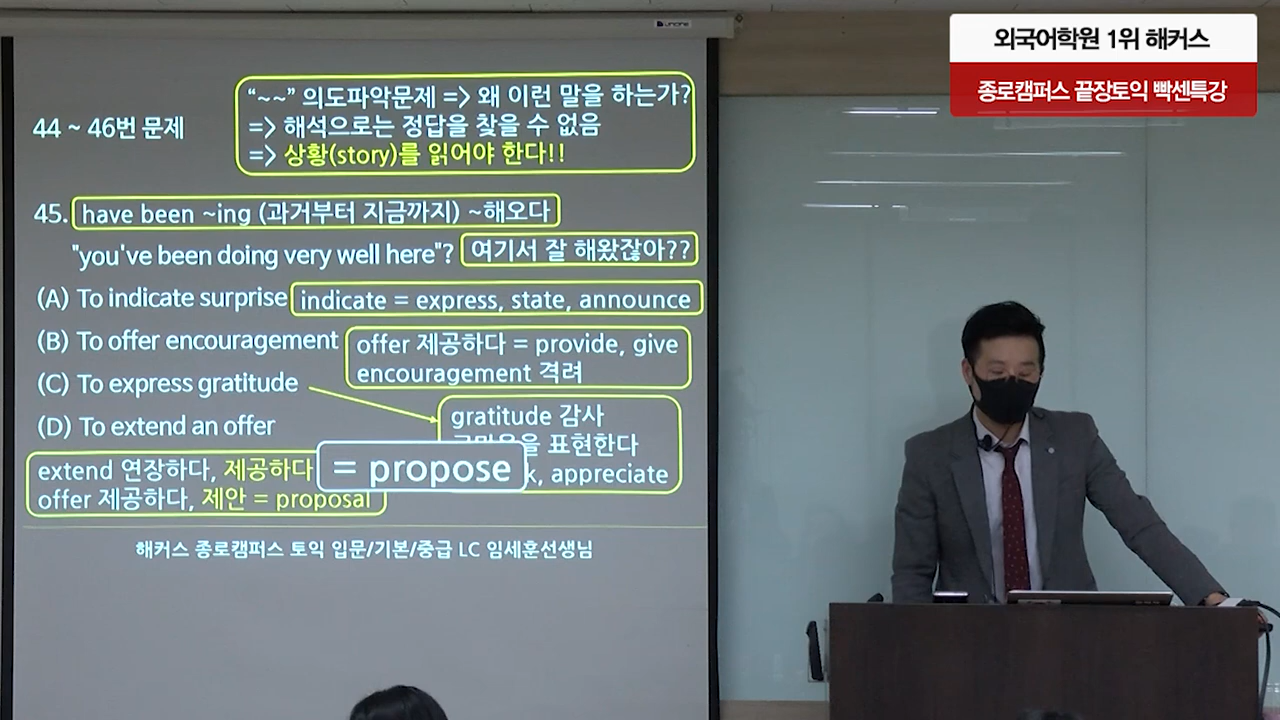 외국어학원 1위 해커스
종로캠퍼스 끝장토익 빡센특강
44 ~ 46번 문제
“~~” 의도파악문제 => 왜 이런 말을 하는가?
=> 해석으로는 정답을 찾을 수 없음
=> 상황(story)를 읽어야 한다!!
45. have been ~ing (과거부터 지금까지) ~해오다
"you've been doing very well here"? 여기서 잘 해왔잖아??
(A) To indicate surprise indicate = express, state, announce
(B) To offer encouragement offer 제공하다 = provide, give
encouragement 격려
(C) To express gratitude
gratitude 감사
(D) To extend an offer
표현한다
extend 연장하다, 제공하다 = propose appreciate
offer 제공하다, 제안 = proposal
해커스 종로캠퍼스 토익 입문/기본/중급 LC 임세훈선생님